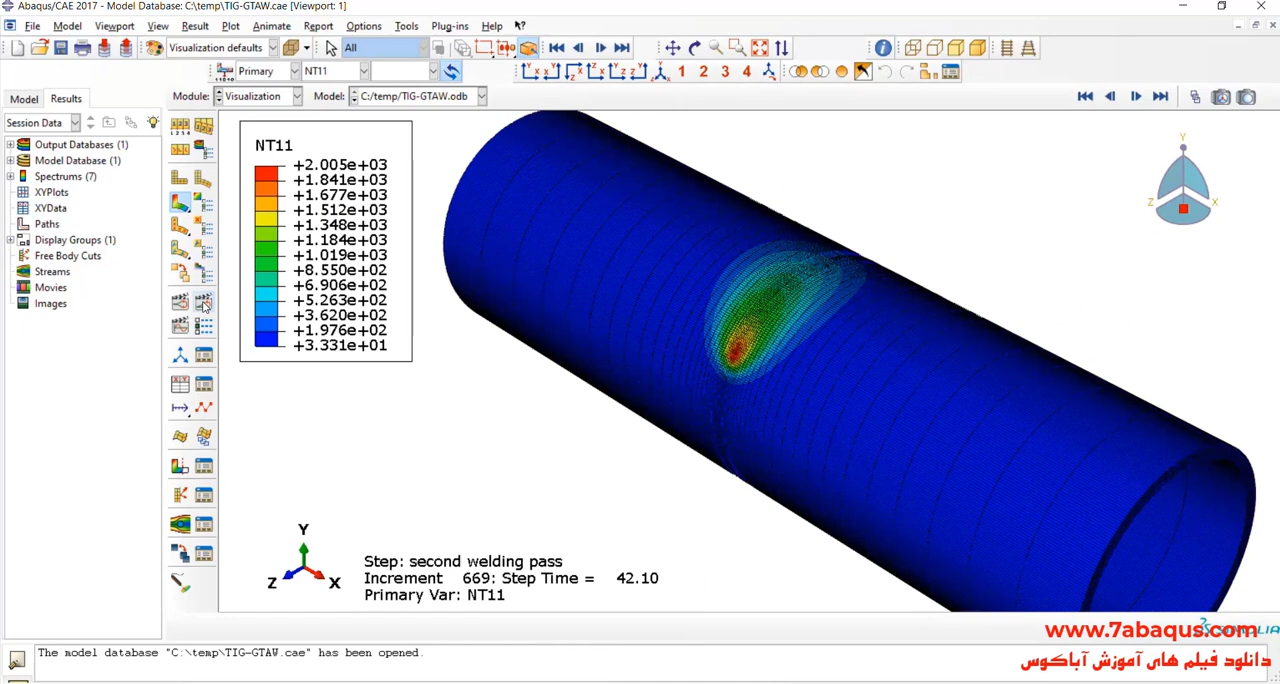 Abaqus/CAE 2017 - Model Database: C:\temp\TIG-GTAW.cae [Viewport: 1]
File Model Viewport View Result Plot Animate Report Options Tools Plug-ins Help
Visualization defaults All
Primary NT11 1 2 3 4
Model Results Module: Visualization Model: C:/temp/TIG-GTAW.odb
Session Data
Output Databases (1)
Model Database (1)
Spectrums (7)
XYPlots
XYData
Paths
Display Groups (1)
Free Body Cuts
Streams
Movies
Images
NT11
+2.005e+03
+1.841e+03
+1.677e+03
+1.512e+03
+1.348e+03
+1.184e+03
+1.019e+03
+8.550e+02
+6.906e+02
+5.263e+02
+3.620e+02
+1.976e+02
+3.331e+01
Y
Z X
Y
Z X
Step: second welding pass
Increment 669: Step Time = 42.10
Primary Var: NT11
www.7abaqus.com
دانلود فیلم های آموزش آباکوس
The model database "C:\temp\TIG-GTAW.cae" has been opened.